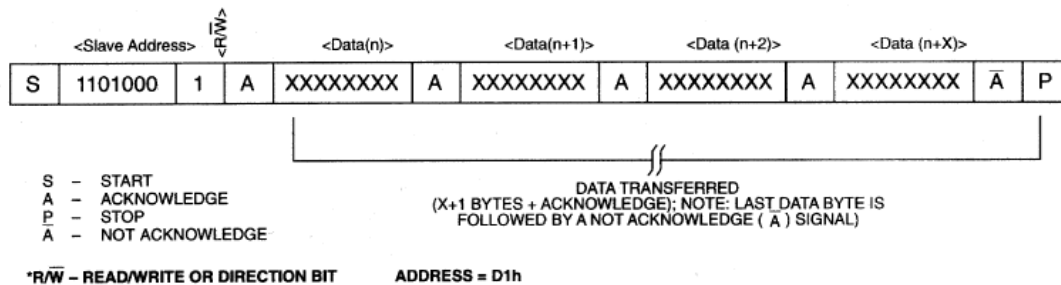 <Slave Address> <R/W̅> <Data(n)> <Data(n+1)> <Data (n+2)> <Data (n+X)>
S 1101000 1 A XXXXXXXX A XXXXXXXX A XXXXXXXX A XXXXXXXX A̅ P
S – START
A – ACKNOWLEDGE
P – STOP
A̅ – NOT ACKNOWLEDGE
DATA TRANSFERRED
(X+1 BYTES + ACKNOWLEDGE); NOTE: LAST DATA BYTE IS
FOLLOWED BY A NOT ACKNOWLEDGE ( A̅ ) SIGNAL)
*R/W̅ – READ/WRITE OR DIRECTION BIT ADDRESS = D1h